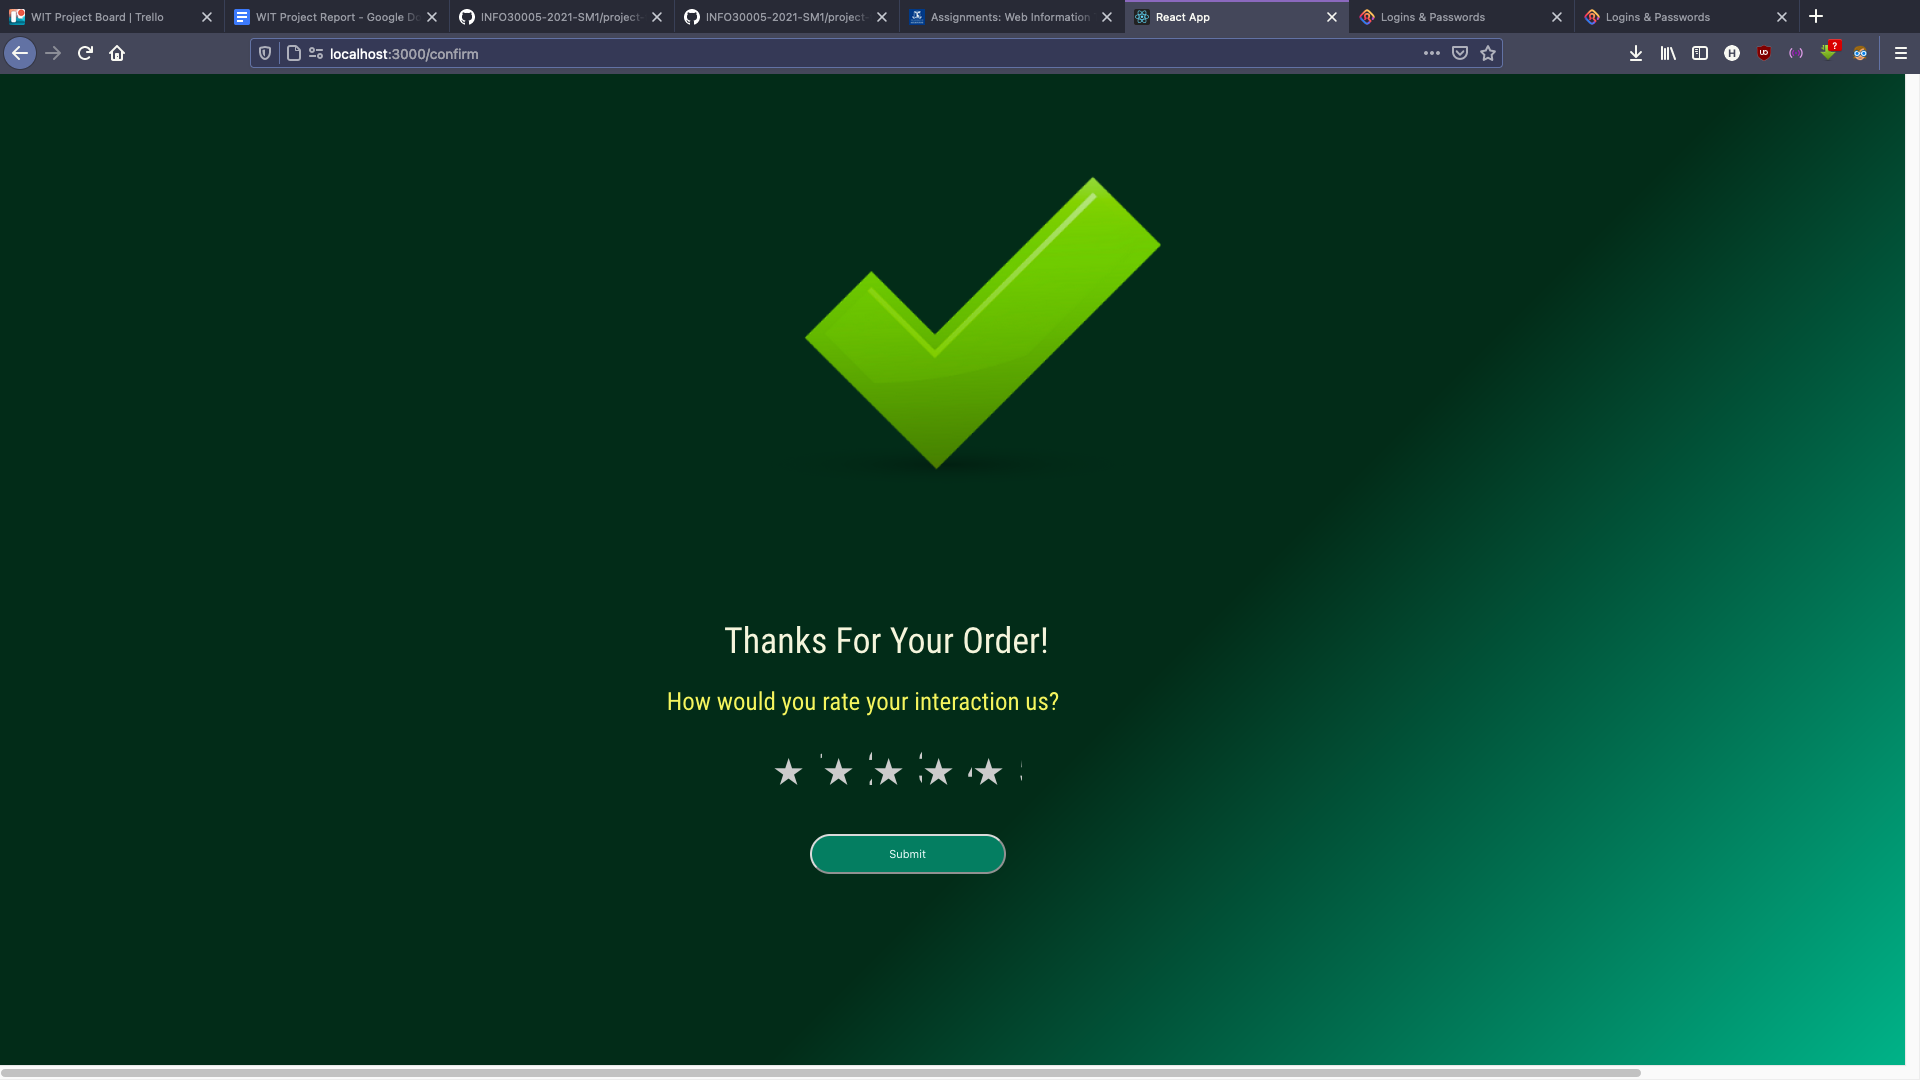 WIT Project Board | Trello
WIT Project Report - Google Do
INFO30005-2021-SM1/project-
INFO30005-2021-SM1/project-
Assignments: Web Information
React App
Logins & Passwords
Logins & Passwords
localhost:3000/confirm
H
?
Thanks For Your Order!
How would you rate your interaction us?
Submit